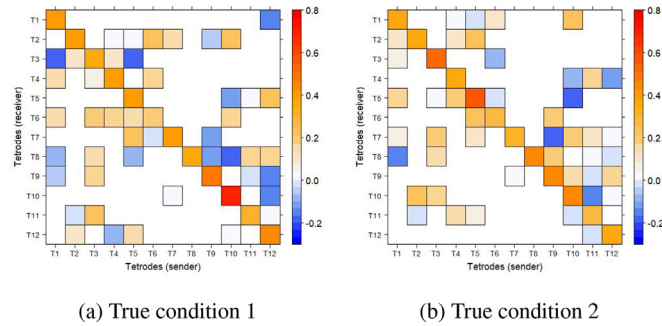 T1
T2
T3
T4
T5
T6
T7
T8
T9
T10
T11
T12
Tetrodes (receiver)
T1 T2 T3 T4 T5 T6 T7 T8 T9 T10 T11 T12
Tetrodes (sender)
0.8
0.6
0.4
0.2
0.0
-0.2
(a) True condition 1
T1
T2
T3
T4
T5
T6
T7
T8
T9
T10
T11
T12
Tetrodes (receiver)
T1 T2 T3 T4 T5 T6 T7 T8 T9 T10 T11 T12
Tetrodes (sender)
0.8
0.6
0.4
0.2
0.0
-0.2
(b) True condition 2